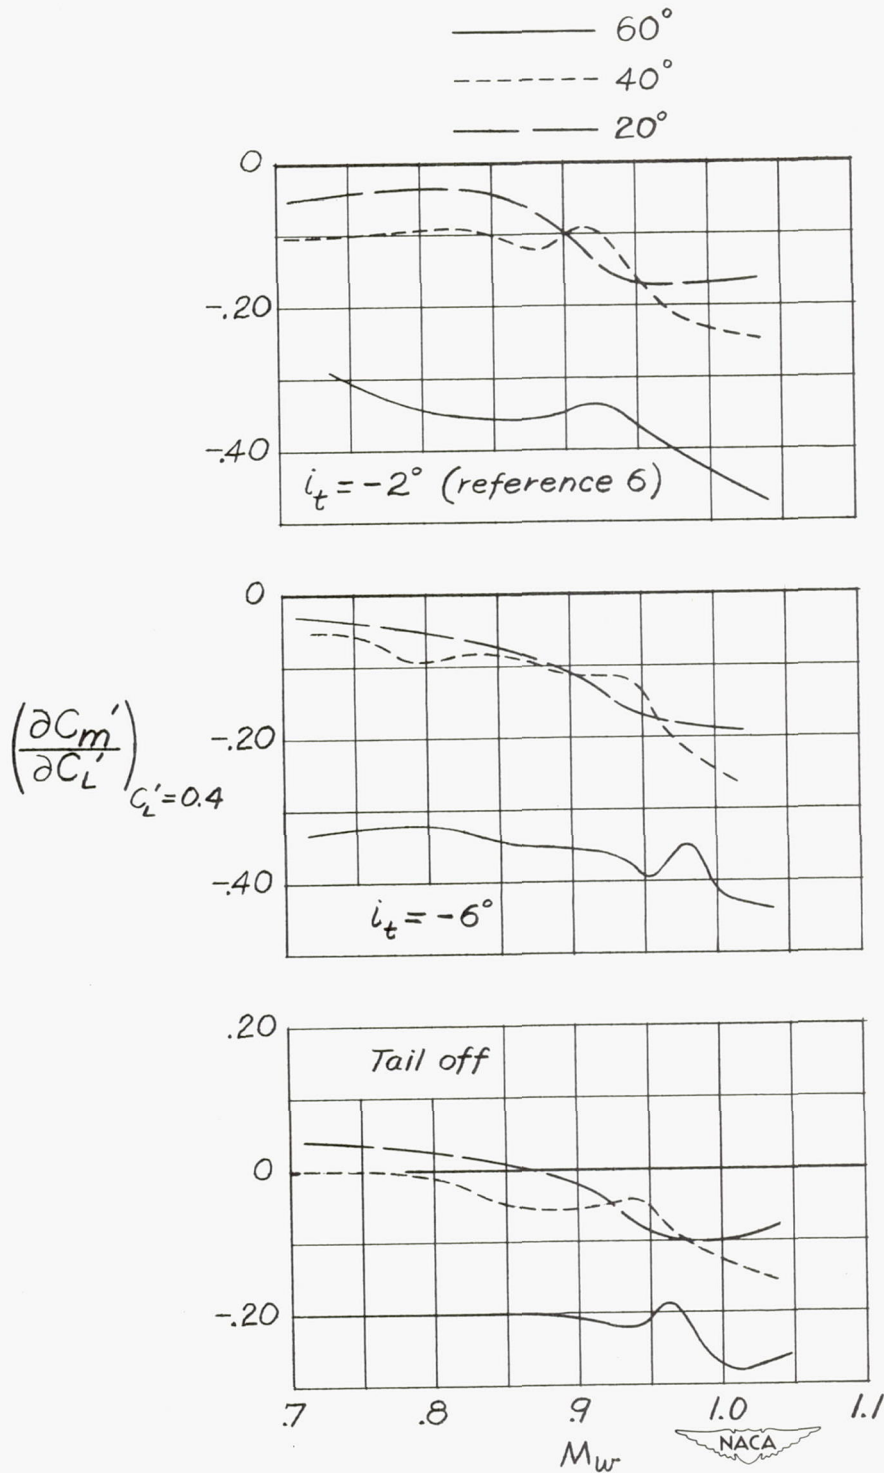 60°
40°
20°
0
-.20
-.40
i_t = -2° (reference 6)
0
-.20
-.40
i_t = -6°
(∂C_m'/∂C_L')_{C_L'=0.4}
.20
Tail off
0
-.20
.7 .8 .9 1.0 1.1
M_w
NACA